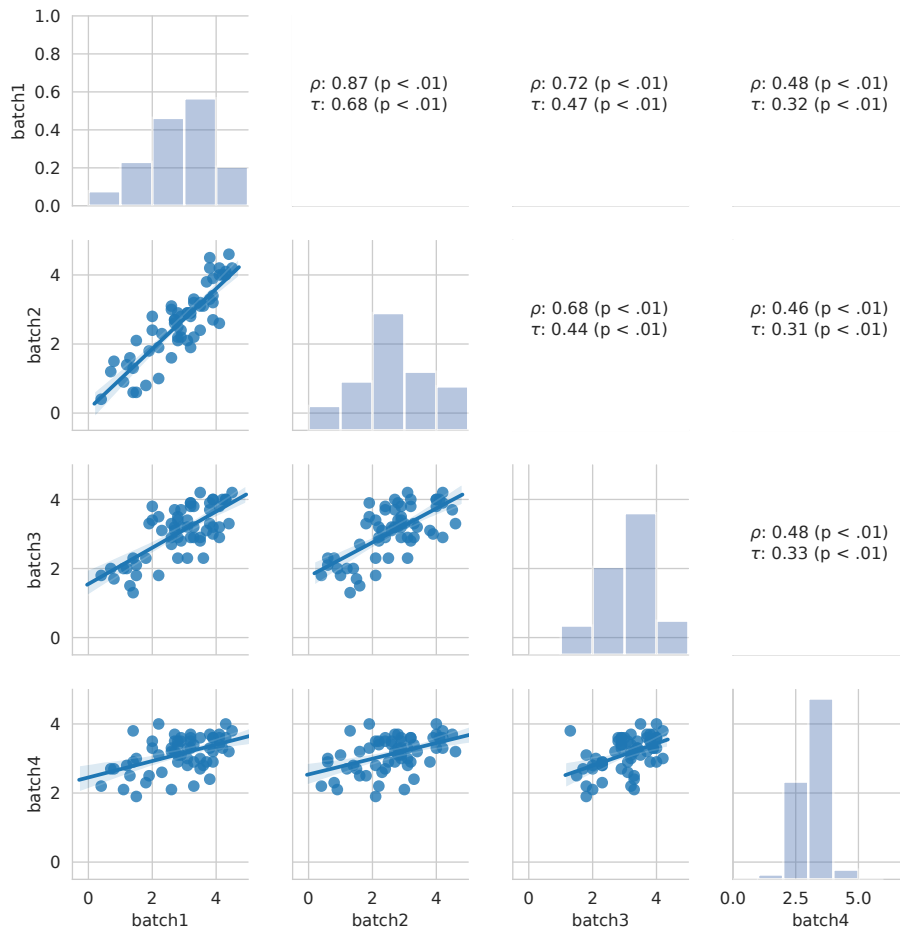 1.0
0.8
0.6
0.4
0.2
0.0
batch1
ρ: 0.87 (p < .01)
τ: 0.68 (p < .01)
ρ: 0.72 (p < .01)
τ: 0.47 (p < .01)
ρ: 0.48 (p < .01)
τ: 0.32 (p < .01)
4
2
0
batch2
ρ: 0.68 (p < .01)
τ: 0.44 (p < .01)
ρ: 0.46 (p < .01)
τ: 0.31 (p < .01)
4
2
0
batch3
ρ: 0.48 (p < .01)
τ: 0.33 (p < .01)
4
2
0
batch4
0 2 4
batch1
0 2 4
batch2
0 2 4
batch3
0.0 2.5 5.0
batch4